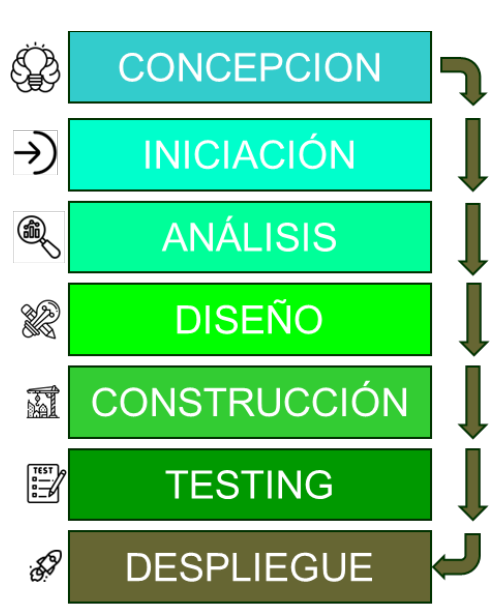 CONCEPCION
INICIACIÓN
ANÁLISIS
DISEÑO
CONSTRUCCIÓN
TEST
TESTING
DESPLIEGUE